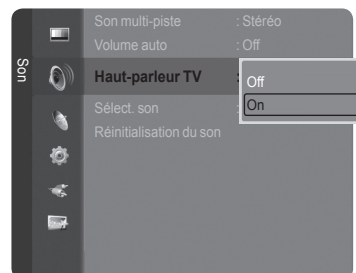 Son
Son multi-piste : Stéréo
Volume auto : Off
Haut-parleur TV : Off
On
Sélect. son :
Réinitialisation du son